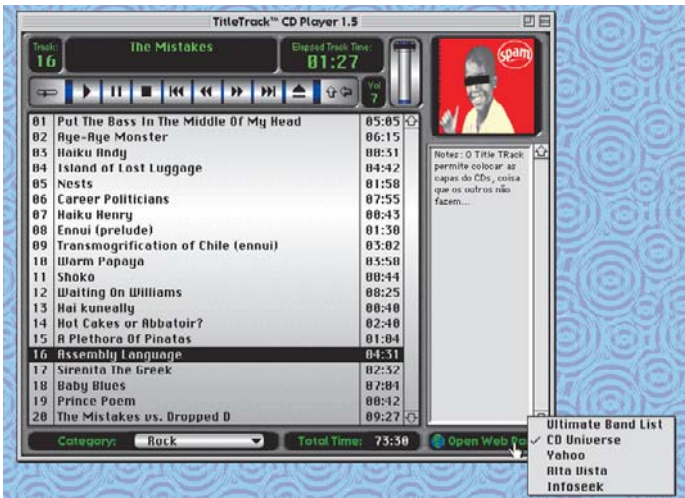 TitleTrack™ CD Player 1.5
Track:
16
The Mistakes
Elapsed Track Time:
01:27
Vol
7
spam
01 Put The Bass In The Middle Of My Head 05:05
02 Aye-Aye Monster 06:15
03 Haiku Andy 00:31
04 Island of Lost Luggage 04:42
05 Nests 01:58
06 Career Politicians 07:55
07 Haiku Henry 00:43
08 Ennui (prelude) 01:30
09 Transmogrification of Chile (ennui) 03:02
10 Warm Papaya 03:50
11 Shoko 00:44
12 Waiting On Williams 08:25
13 Hai kuneally 00:40
14 Hot Cakes or Abbatoir? 02:40
15 A Plethora Of Pinatas 01:04
16 Assembly Language 04:31
17 Sirenita The Greek 02:32
18 Baby Blues 07:04
19 Prince Poem 00:42
20 The Mistakes vs. Dropped D 09:27
Notes: O Title TRack
permite colocar as
capas do CDs, coisa
que os outros não
fazem...
Category: Rock
Total Time: 73:30
Open Web
Ultimate Band List
✓ CD Universe
Yahoo
Alta Vista
Infoseek